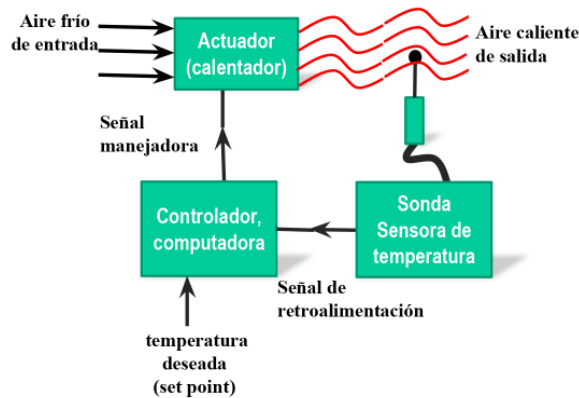 Aire frío
de entrada
Actuador
(calentador)
Aire caliente
de salida
Señal
manejadora
Controlador,
computadora
Sonda
Sensora de
temperatura
Señal de
retroalimentación
temperatura
deseada
(set point)